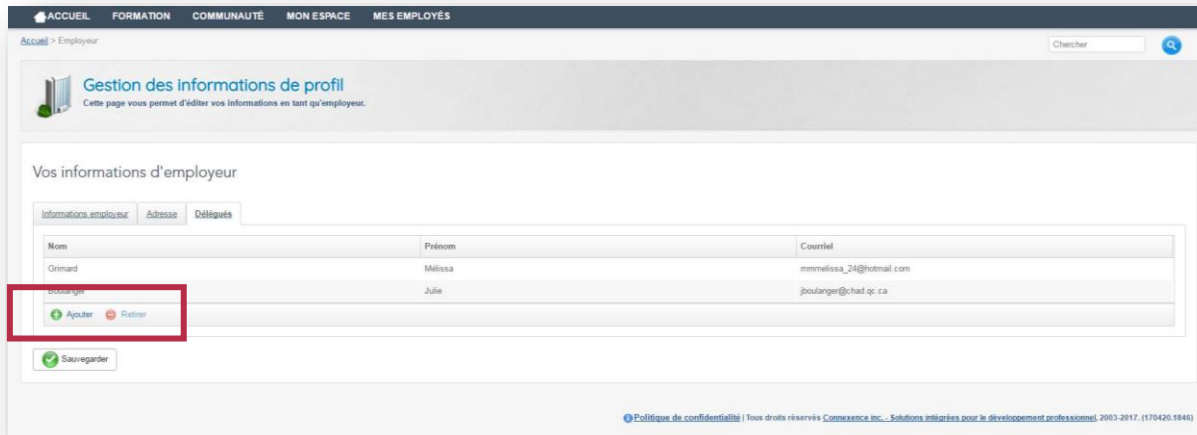 ACCUEIL FORMATION COMMUNAUTÉ MON ESPACE MES EMPLOYÉS
Accueil > Employeur
Chercher
Gestion des informations de profil
Cette page vous permet d'éditer vos informations en tant qu'employeur.
Vos informations d'employeur
Informations employeur Adresse Délégués
Nom Prénom Courriel
Grimard Mélissa mmmelissa_24@hotmail.com
Boulanger Julie jboulanger@chad.qc.ca
Ajouter Retirer
Sauvegarder
Politique de confidentialité | Tous droits réservés Connexence inc. - Solutions intégrées pour le développement professionnel, 2003-2017. (170420.1846)